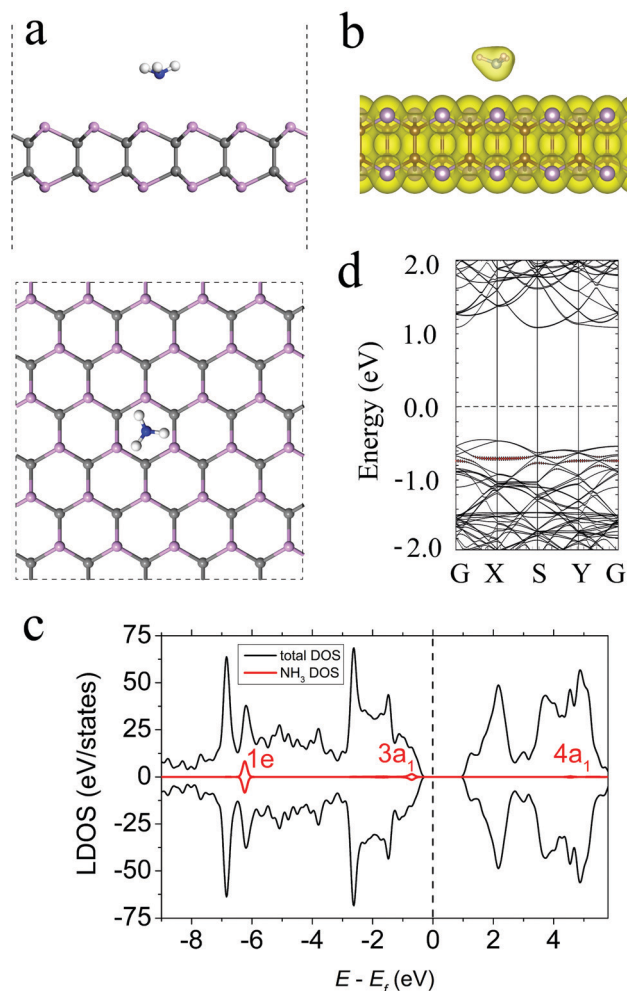 a
b
d
2.0
1.0
0.0
-1.0
-2.0
Energy (eV)
G X S Y G
c
75
50
25
0
-25
-50
-75
LDOS (eV/states)
total DOS
NH3 DOS
1e
3a1
4a1
-8 -6 -4 -2 0 2 4
E - Ef (eV)